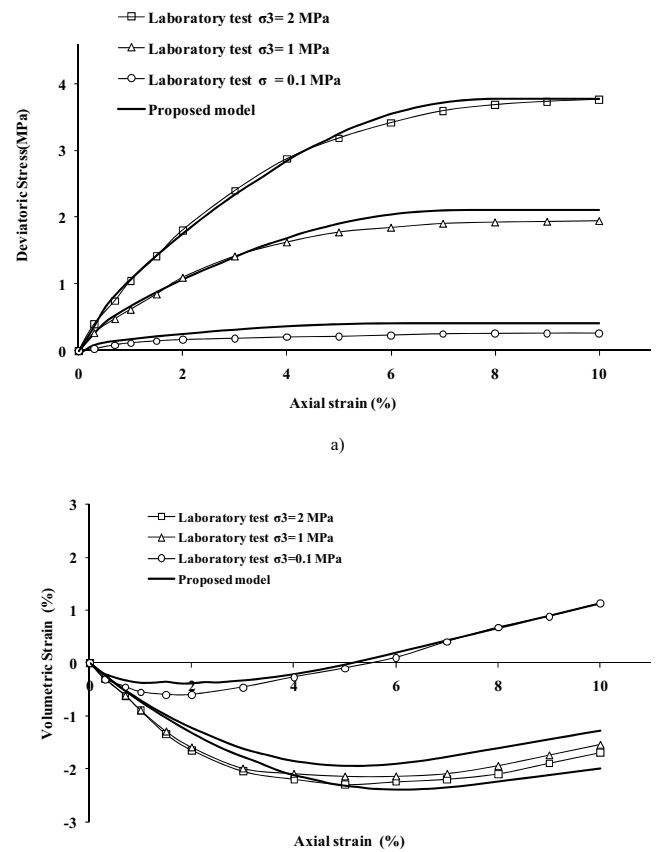 Laboratory test σ3= 2 MPa
Laboratory test σ3= 1 MPa
Laboratory test σ = 0.1 MPa
Proposed model
Deviatoric Stress(MPa)
4
3
2
1
0
0 2 4 6 8 10
Axial strain (%)
a)
Laboratory test σ3= 2 MPa
Laboratory test σ3= 1 MPa
Laboratory test σ3=0.1 MPa
Proposed model
Volumetric Strain (%)
3
2
1
0
-1
-2
-3
0 2 4 6 8 10
Axial strain (%)